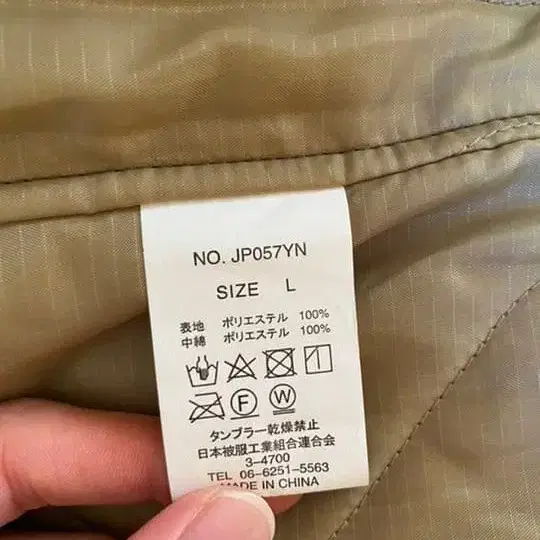 NO. JP057YN
SIZE L
表地 ポリエステル 100%
中綿 ポリエステル 100%
F W
タンブラー乾燥禁止
日本被服工業組合連合会
3-4700
TEL 06-6251-5563
MADE IN CHINA